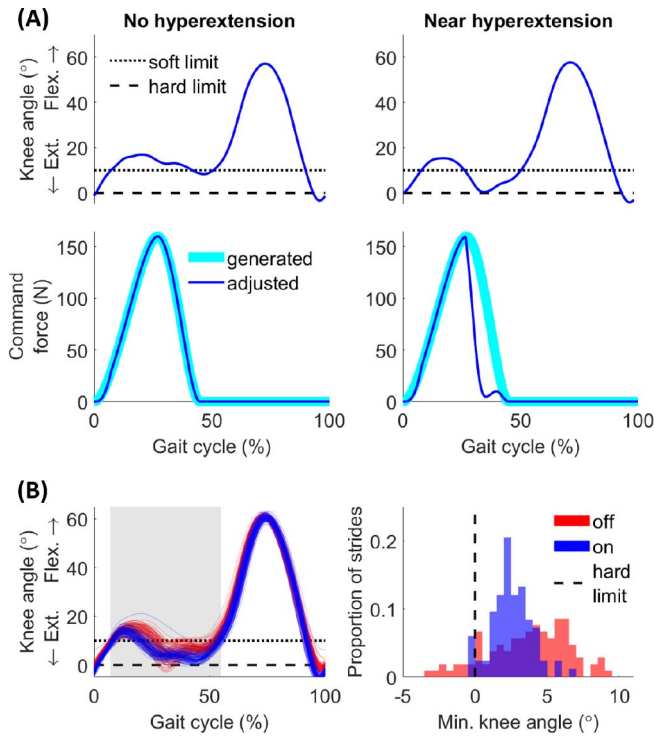 (A)
No hyperextension
Near hyperextension
Knee angle (°)
← Ext. Flex. →
60
40
20
0
soft limit
hard limit
60
40
20
0
Command
force (N)
150
100
50
0
generated
adjusted
0 50 100
Gait cycle (%)
150
100
50
0
0 50 100
Gait cycle (%)
(B)
Knee angle (°)
← Ext. Flex. →
60
40
20
0
0 50 100
Gait cycle (%)
Proportion of strides
0.2
0.1
0
off
on
hard
limit
-5 0 5 10
Min. knee angle (°)